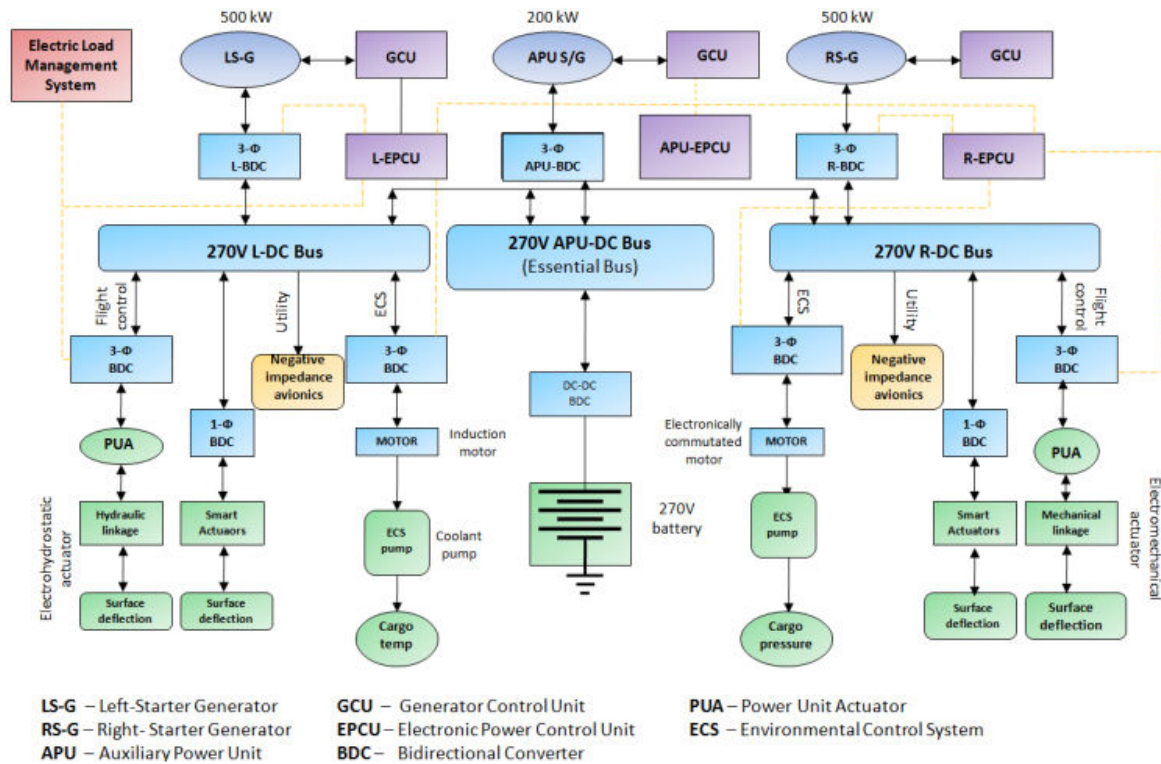 500 kW
200 kW
500 kW
Electric Load
Management
System
LS-G
GCU
APU S/G
GCU
RS-G
GCU
3-Φ
L-BDC
L-EPCU
3-Φ
APU-BDC
APU-EPCU
3-Φ
R-BDC
R-EPCU
270V L-DC Bus
270V APU-DC Bus
(Essential Bus)
270V R-DC Bus
Flight
control
Utility
ECS
ECS
Utility
Flight
control
3-Φ
BDC
Negative
impedance
avionics
3-Φ
BDC
DC-DC
BDC
3-Φ
BDC
Negative
impedance
avionics
3-Φ
BDC
PUA
1-Φ
BDC
MOTOR
Induction
motor
Electronically
commutated
motor
MOTOR
1-Φ
BDC
PUA
Electrohydrostatic
actuator
Hydraulic
linkage
Smart
Actuaors
ECS
pump
Coolant
pump
270V
battery
ECS
pump
Smart
Actuators
Mechanical
linkage
Electromechanical
actuator
Surface
deflection
Surface
deflection
Cargo
temp
Cargo
pressure
Surface
deflection
Surface
deflection
LS-G – Left-Starter Generator
RS-G – Right- Starter Generator
APU – Auxiliary Power Unit
GCU – Generator Control Unit
EPCU – Electronic Power Control Unit
BDC – Bidirectional Converter
PUA – Power Unit Actuator
ECS – Environmental Control System